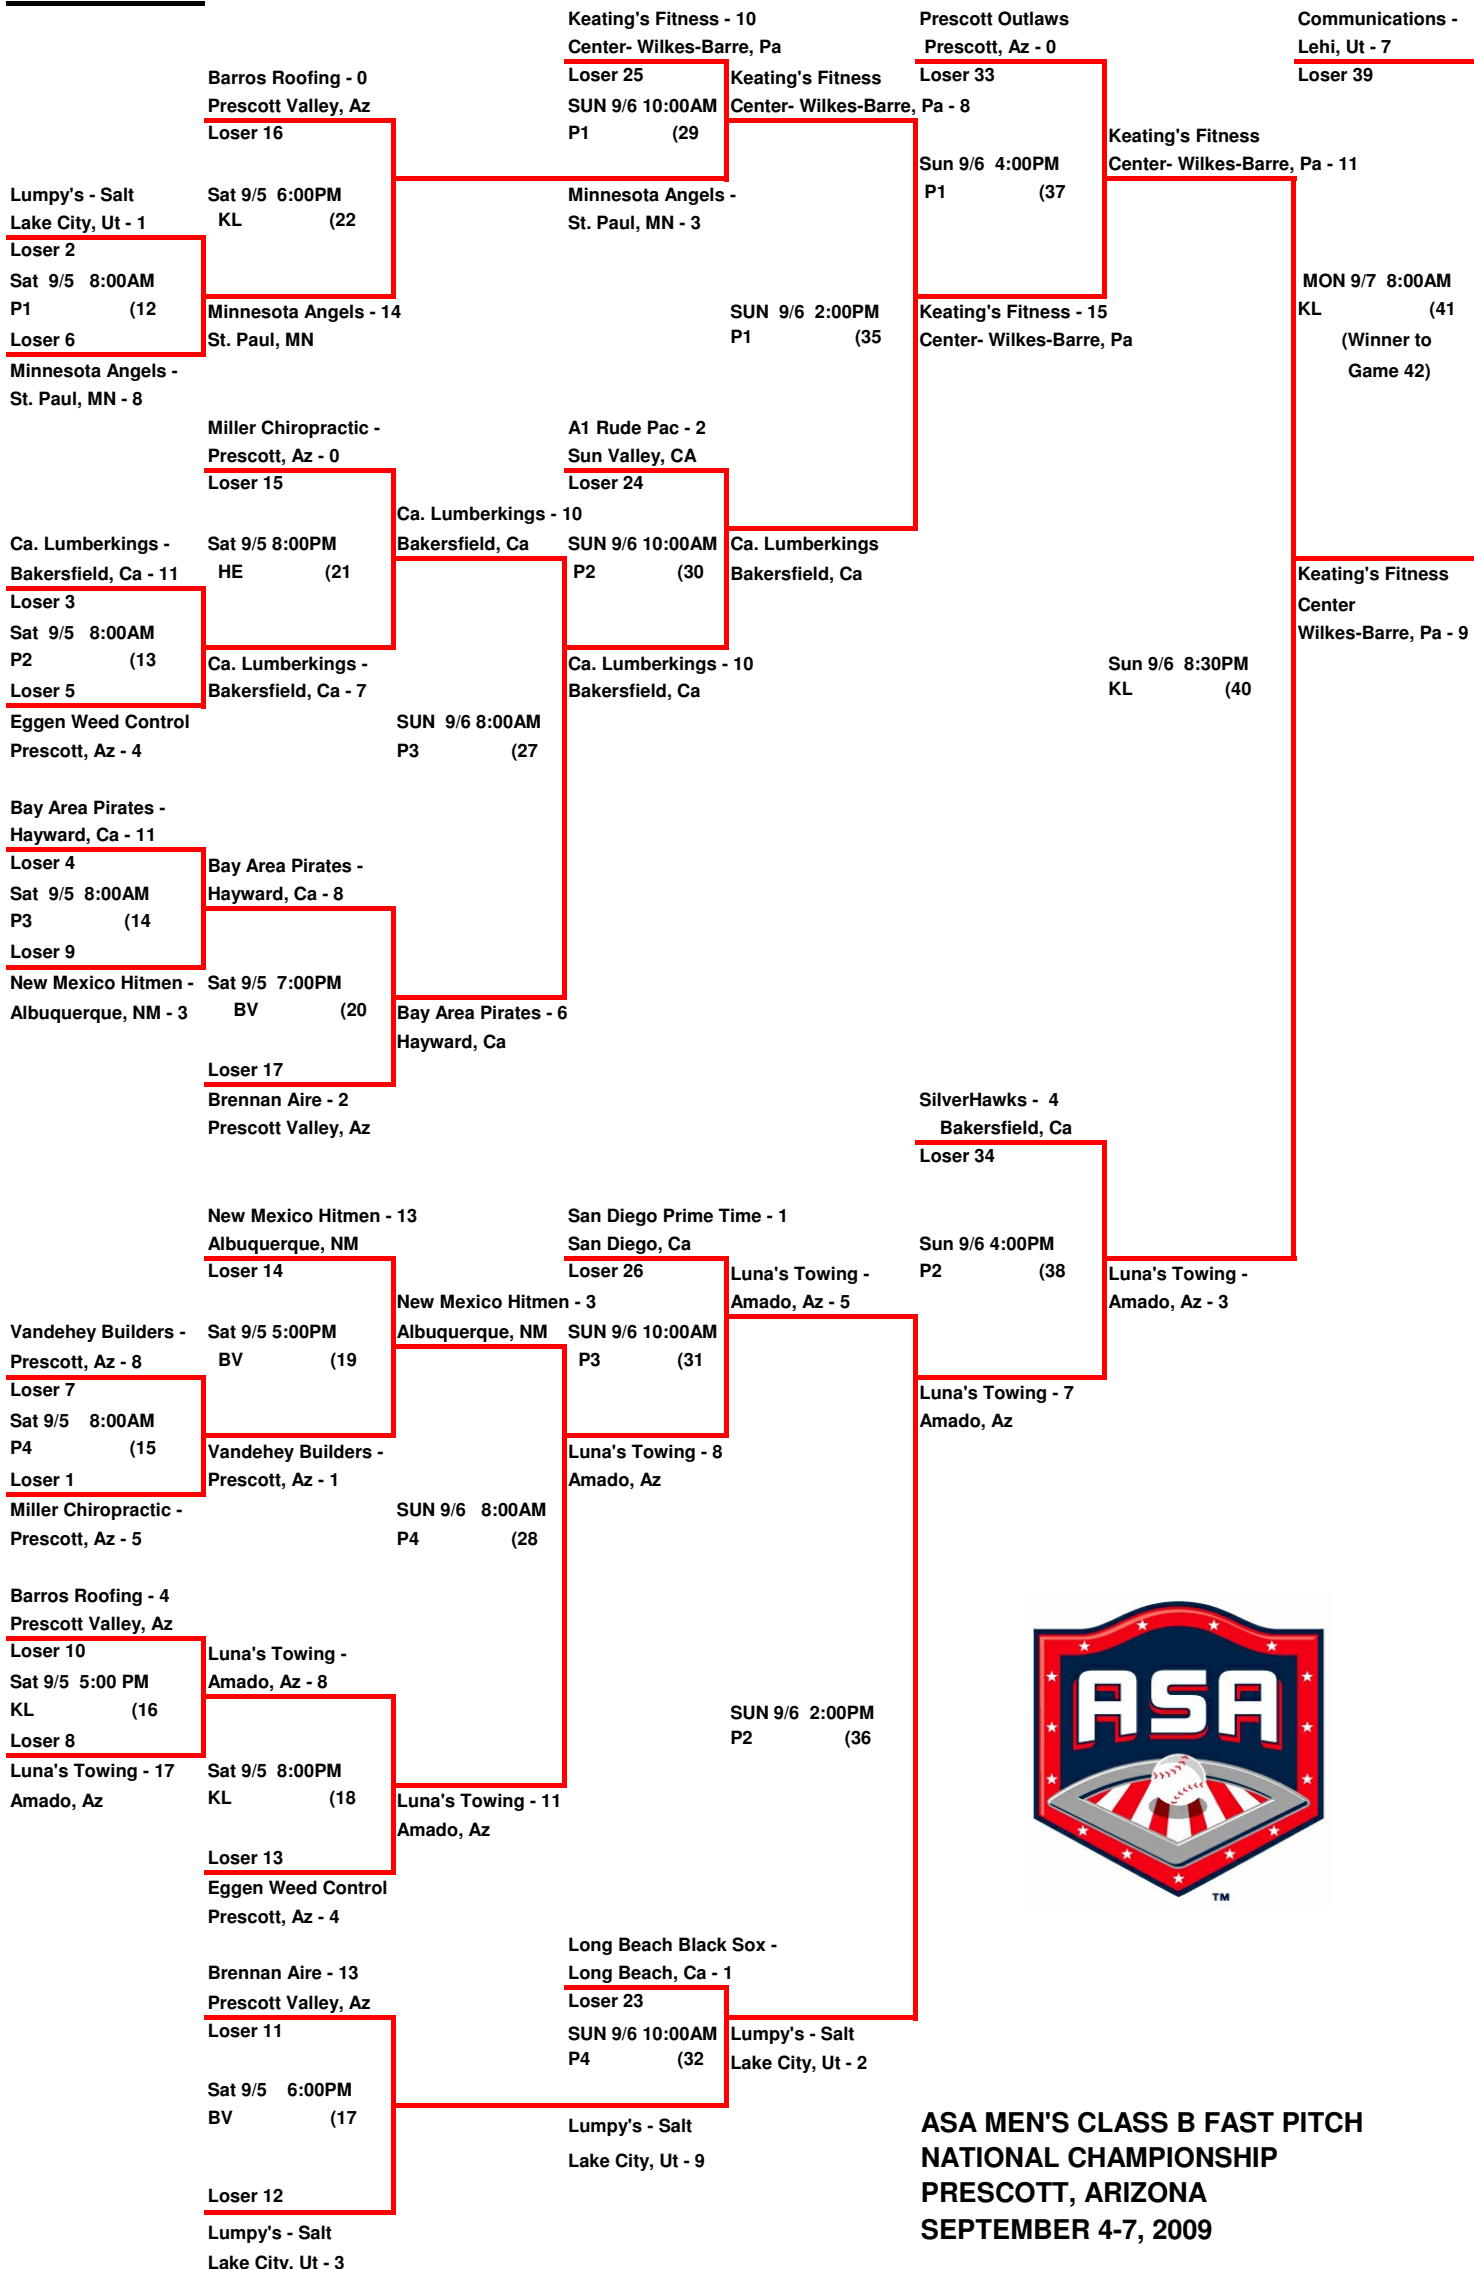 Keating's Fitness - 10
Center- Wilkes-Barre, Pa
Prescott Outlaws
Prescott, Az - 0
Communications -
Lehi, Ut - 7
Loser 39
Barros Roofing - 0
Prescott Valley, Az
Loser 16
Loser 25
SUN 9/6 10:00AM
P1 (29
Keating's Fitness
Center- Wilkes-Barre, Pa - 8
Loser 33
Sun 9/6 4:00PM
P1 (37
Keating's Fitness
Center- Wilkes-Barre, Pa - 11
Lumpy's - Salt
Lake City, Ut - 1
Loser 2
Sat 9/5 8:00AM
P1 (12
Loser 6
Minnesota Angels -
St. Paul, MN - 8
Sat 9/5 6:00PM
KL (22
Minnesota Angels - 14
St. Paul, MN
Minnesota Angels -
St. Paul, MN - 3
SUN 9/6 2:00PM
P1 (35
Keating's Fitness - 15
Center- Wilkes-Barre, Pa
MON 9/7 8:00AM
KL (41
(Winner to
Game 42)
Miller Chiropractic -
Prescott, Az - 0
Loser 15
A1 Rude Pac - 2
Sun Valley, CA
Loser 24
Ca. Lumberkings -
Bakersfield, Ca - 11
Loser 3
Sat 9/5 8:00AM
P2 (13
Loser 5
Eggen Weed Control
Prescott, Az - 4
Sat 9/5 8:00PM
HE (21
Ca. Lumberkings -
Bakersfield, Ca - 7
Ca. Lumberkings - 10
Bakersfield, Ca
SUN 9/6 10:00AM
P2 (30
Ca. Lumberkings
Bakersfield, Ca
Keating's Fitness
Center
Wilkes-Barre, Pa - 9
Ca. Lumberkings - 10
Bakersfield, Ca
Sun 9/6 8:30PM
KL (40
SUN 9/6 8:00AM
P3 (27
Bay Area Pirates -
Hayward, Ca - 11
Loser 4
Sat 9/5 8:00AM
P3 (14
Loser 9
New Mexico Hitmen -
Albuquerque, NM - 3
Bay Area Pirates -
Hayward, Ca - 8
Sat 9/5 7:00PM
BV (20
Bay Area Pirates - 6
Hayward, Ca
Loser 17
Brennan Aire - 2
Prescott Valley, Az
SilverHawks - 4
Bakersfield, Ca
Loser 34
New Mexico Hitmen - 13
Albuquerque, NM
Loser 14
San Diego Prime Time - 1
San Diego, Ca
Loser 26
Sun 9/6 4:00PM
P2 (38
Luna's Towing -
Amado, Az - 3
Vandehey Builders -
Prescott, Az - 8
Loser 7
Sat 9/5 8:00AM
P4 (15
Loser 1
Miller Chiropractic -
Prescott, Az - 5
Sat 9/5 5:00PM
BV (19
Vandehey Builders -
Prescott, Az - 1
New Mexico Hitmen - 3
Albuquerque, NM
SUN 9/6 10:00AM
P3 (31
Luna's Towing -
Amado, Az - 5
Luna's Towing - 8
Amado, Az
Luna's Towing - 7
Amado, Az
SUN 9/6 8:00AM
P4 (28
Barros Roofing - 4
Prescott Valley, Az
Loser 10
Sat 9/5 5:00 PM
KL (16
Loser 8
Luna's Towing - 17
Amado, Az
Luna's Towing -
Amado, Az - 8
Sat 9/5 8:00PM
KL (18
Luna's Towing - 11
Amado, Az
SUN 9/6 2:00PM
P2 (36
ASA
TM
Loser 13
Eggen Weed Control
Prescott, Az - 4
Brennan Aire - 13
Prescott Valley, Az
Loser 11
Long Beach Black Sox -
Long Beach, Ca - 1
Loser 23
SUN 9/6 10:00AM
P4 (32
Lumpy's - Salt
Lake City, Ut - 2
Sat 9/5 6:00PM
BV (17
Lumpy's - Salt
Lake City, Ut - 9
Loser 12
Lumpy's - Salt
Lake City, Ut - 3
ASA MEN'S CLASS B FAST PITCH
NATIONAL CHAMPIONSHIP
PRESCOTT, ARIZONA
SEPTEMBER 4-7, 2009